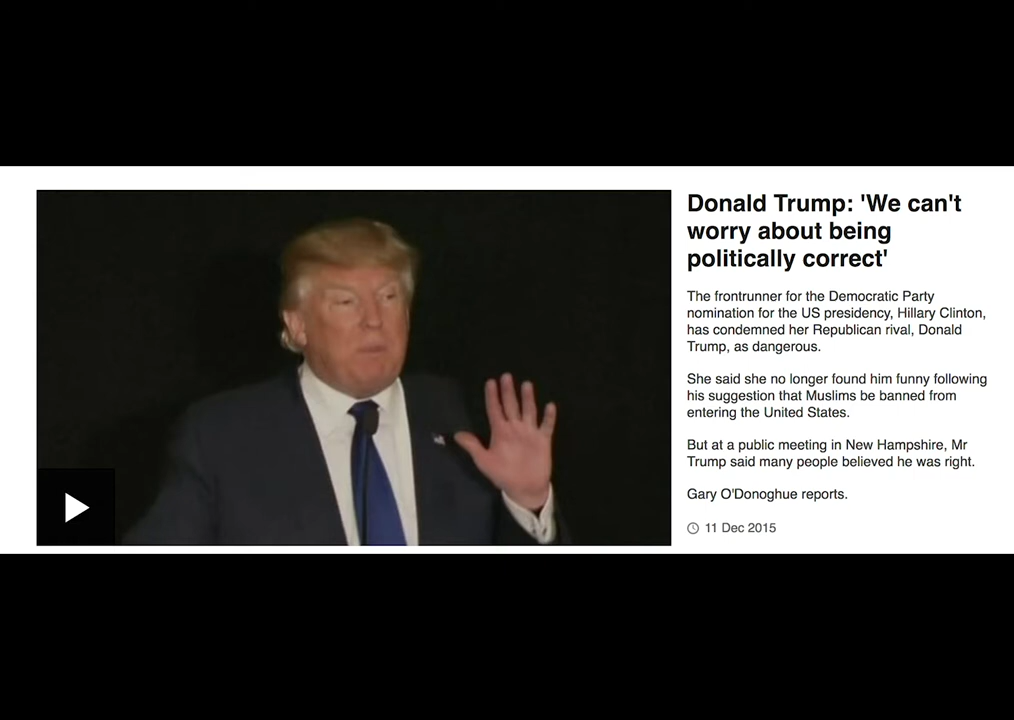 Donald Trump: 'We can't
worry about being
politically correct'
The frontrunner for the Democratic Party
nomination for the US presidency, Hillary Clinton,
has condemned her Republican rival, Donald
Trump, as dangerous.
She said she no longer found him funny following
his suggestion that Muslims be banned from
entering the United States.
But at a public meeting in New Hampshire, Mr
Trump said many people believed he was right.
Gary O'Donoghue reports.
11 Dec 2015